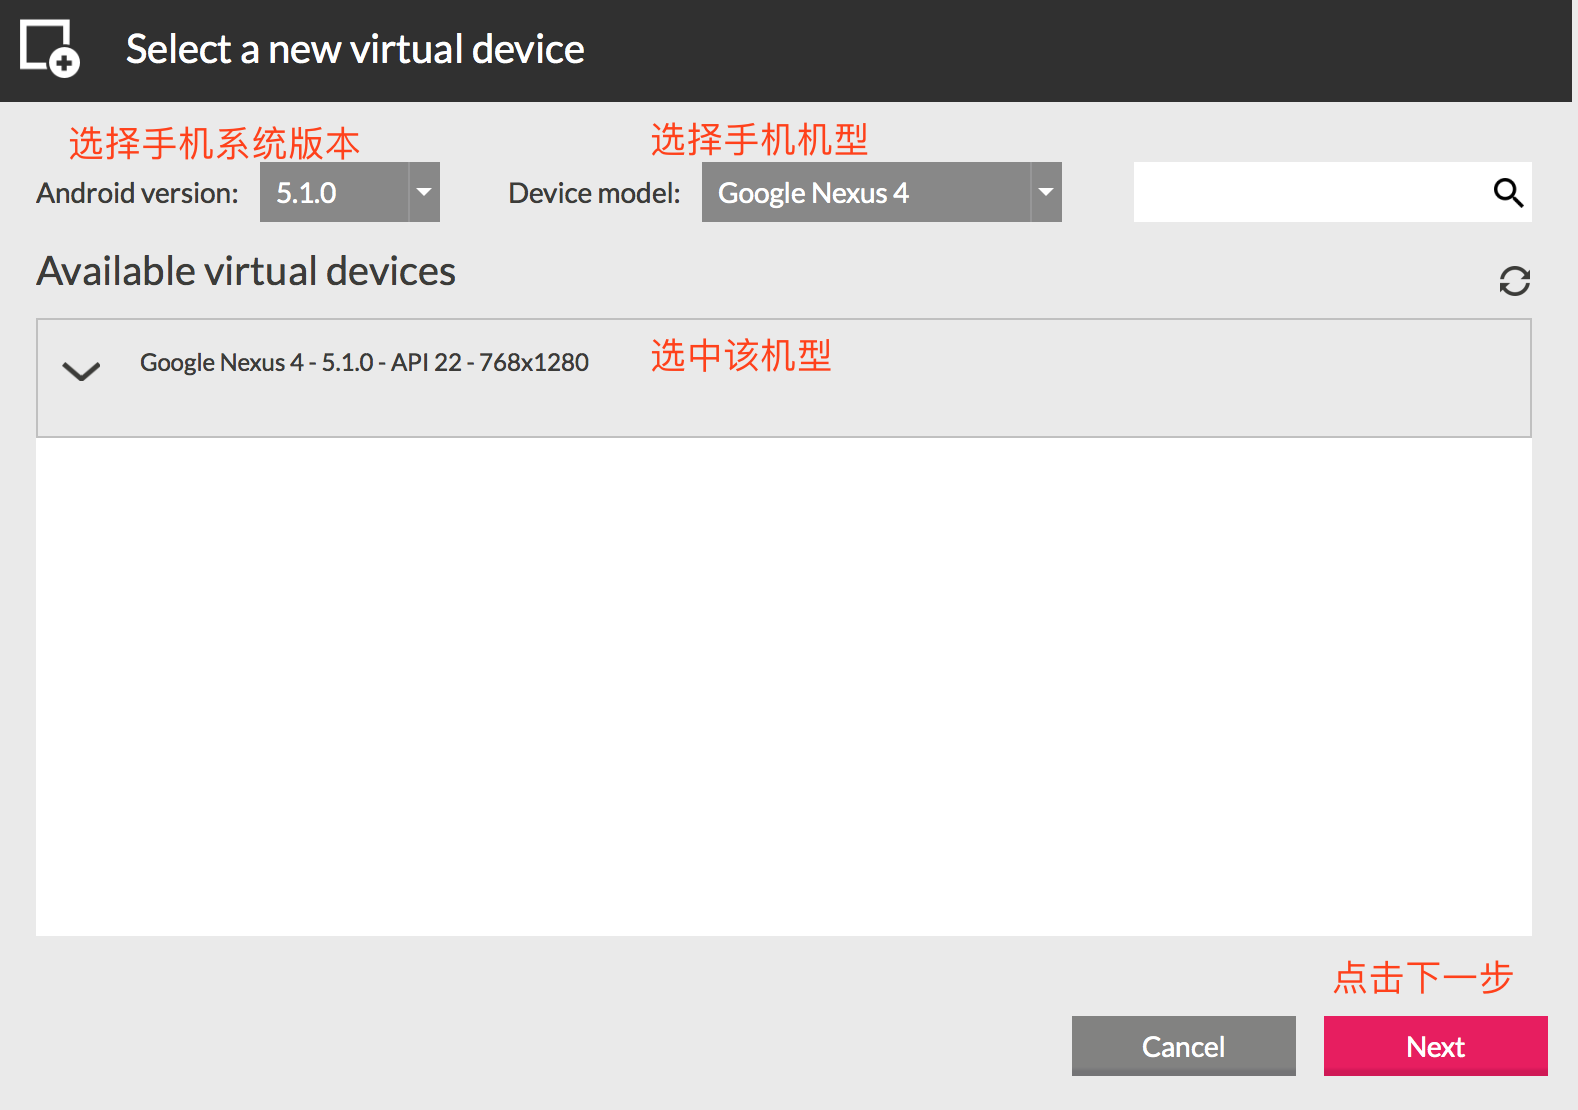 Select a new virtual device
选择手机系统版本
选择手机机型
Android version: 5.1.0 Device model: Google Nexus 4
Available virtual devices
Google Nexus 4 - 5.1.0 - API 22 - 768x1280 选中该机型
点击下一步
Cancel Next